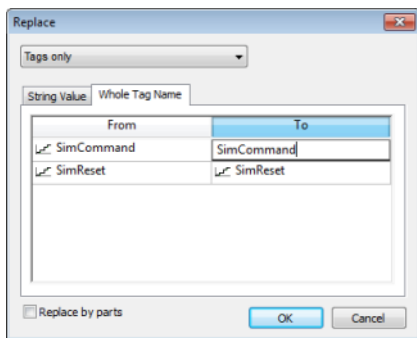 Replace
Tags only
String Value Whole Tag Name
From To
SimCommand SimCommand
SimReset SimReset
Replace by parts OK Cancel